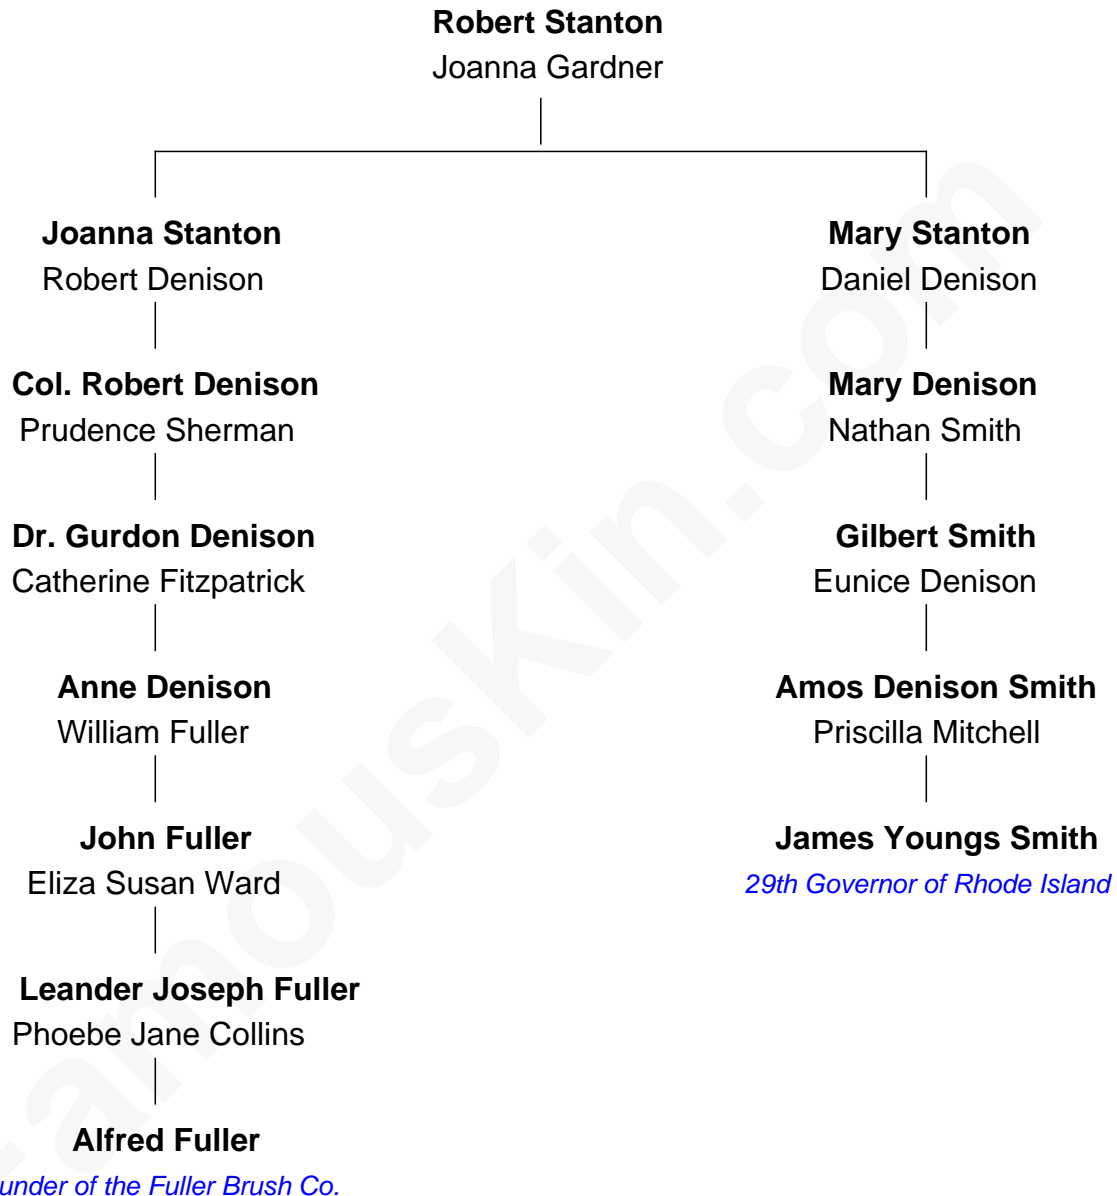 Robert Stanton
Joanna Gardner
Joanna Stanton
Robert Denison
Col. Robert Denison
Prudence Sherman
Dr. Gurdon Denison
Catherine Fitzpatrick
Anne Denison
William Fuller
John Fuller
Eliza Susan Ward
Leander Joseph Fuller
Phoebe Jane Collins
Alfred Fuller
under of the Fuller Brush Co.
Mary Stanton
Daniel Denison
Mary Denison
Nathan Smith
Gilbert Smith
Eunice Denison
Amos Denison Smith
Priscilla Mitchell
James Youngs Smith
29th Governor of Rhode Island
FamousKin.com